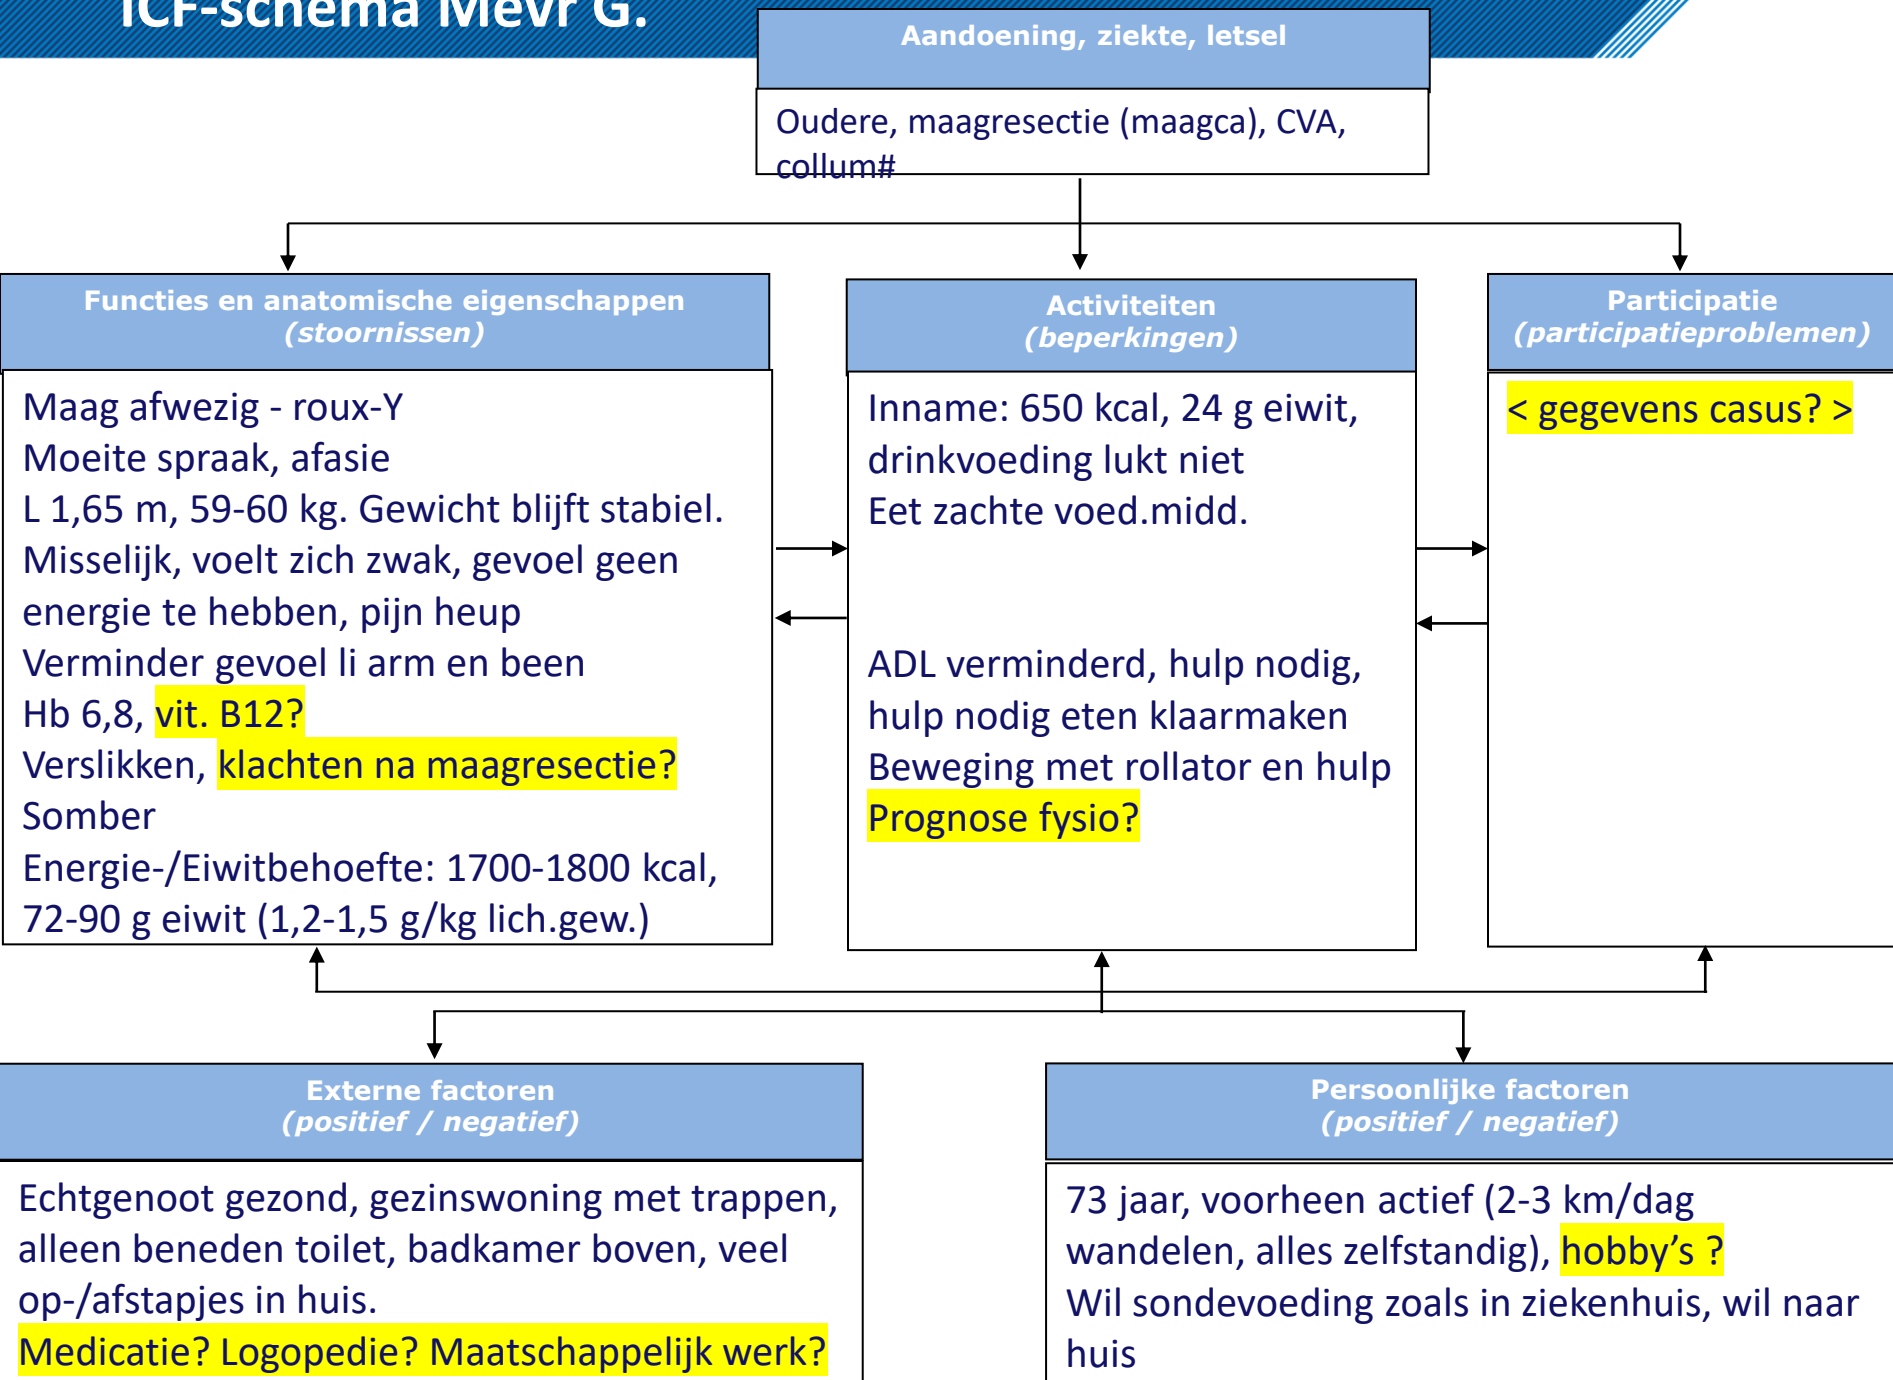 ICF-schema Mevr G.
Aandoening, ziekte, letsel
Oudere, maagresectie (maagca), CVA,
collum#
Functies en anatomische eigenschappen
(stoornissen)
Maag afwezig - roux-Y
Moeite spraak, afasie
L 1,65 m, 59-60 kg. Gewicht blijft stabiel.
Misselijk, voelt zich zwak, gevoel geen
energie te hebben, pijn heup
Verminder gevoel li arm en been
Hb 6,8, vit. B12?
Verslikken, klachten na maagresectie?
Somber
Energie-/Eiwitbehoefte: 1700-1800 kcal,
72-90 g eiwit (1,2-1,5 g/kg lich.gew.)
Activiteiten
(beperkingen)
Inname: 650 kcal, 24 g eiwit,
drinkvoeding lukt niet
Eet zachte voed.midd.
ADL verminderd, hulp nodig,
hulp nodig eten klaarmaken
Beweging met rollator en hulp
Prognose fysio?
Participatie
(participatieproblemen)
< gegevens casus? >
Externe factoren
(positief / negatief)
Echtgenoot gezond, gezinswoning met trappen,
alleen beneden toilet, badkamer boven, veel
op-/afstapjes in huis.
Medicatie? Logopedie? Maatschappelijk werk?
Persoonlijke factoren
(positief / negatief)
73 jaar, voorheen actief (2-3 km/dag
wandelen, alles zelfstandig), hobby’s ?
Wil sondevoeding zoals in ziekenhuis, wil naar
huis